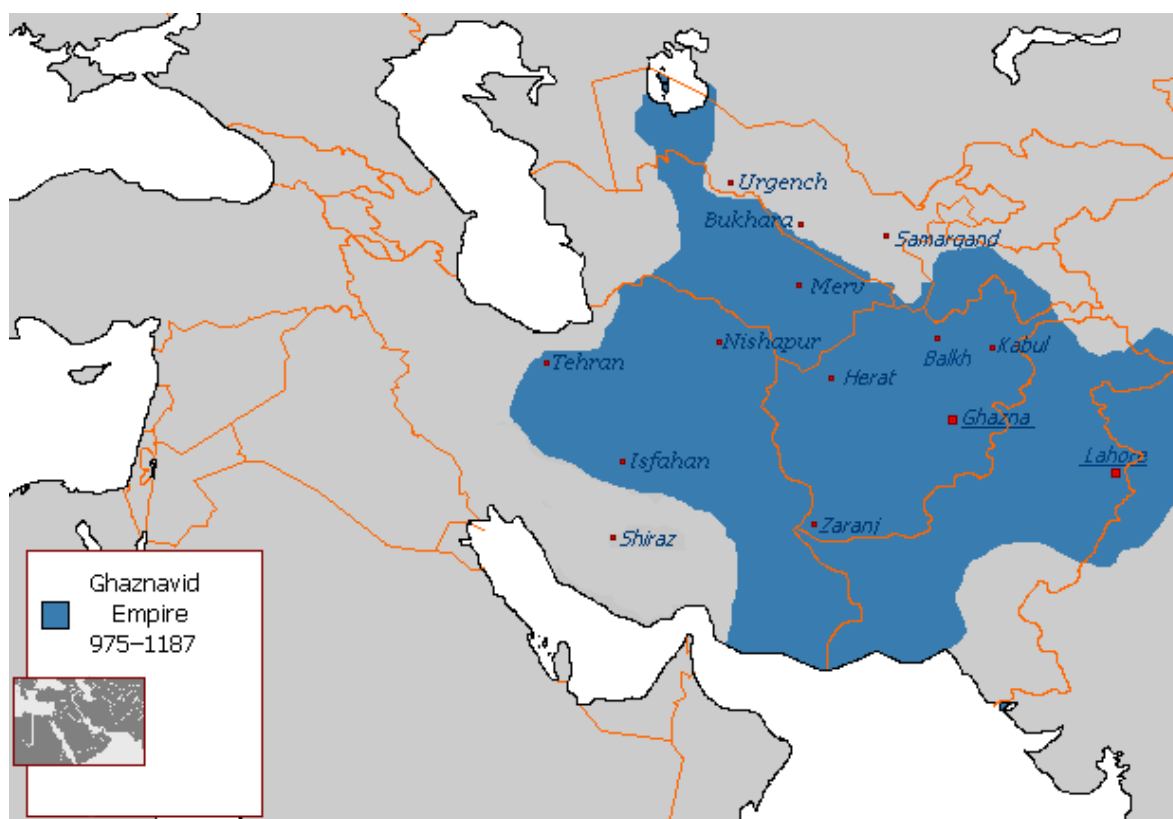 Urgench
Bukhara
Samarqand
Merv
Nishapur
Tehran
Balkh
Kabul
Herat
Ghazna
Lahore
Isfahan
Zaranj
Shiraz
Ghaznavid
Empire
975-1187